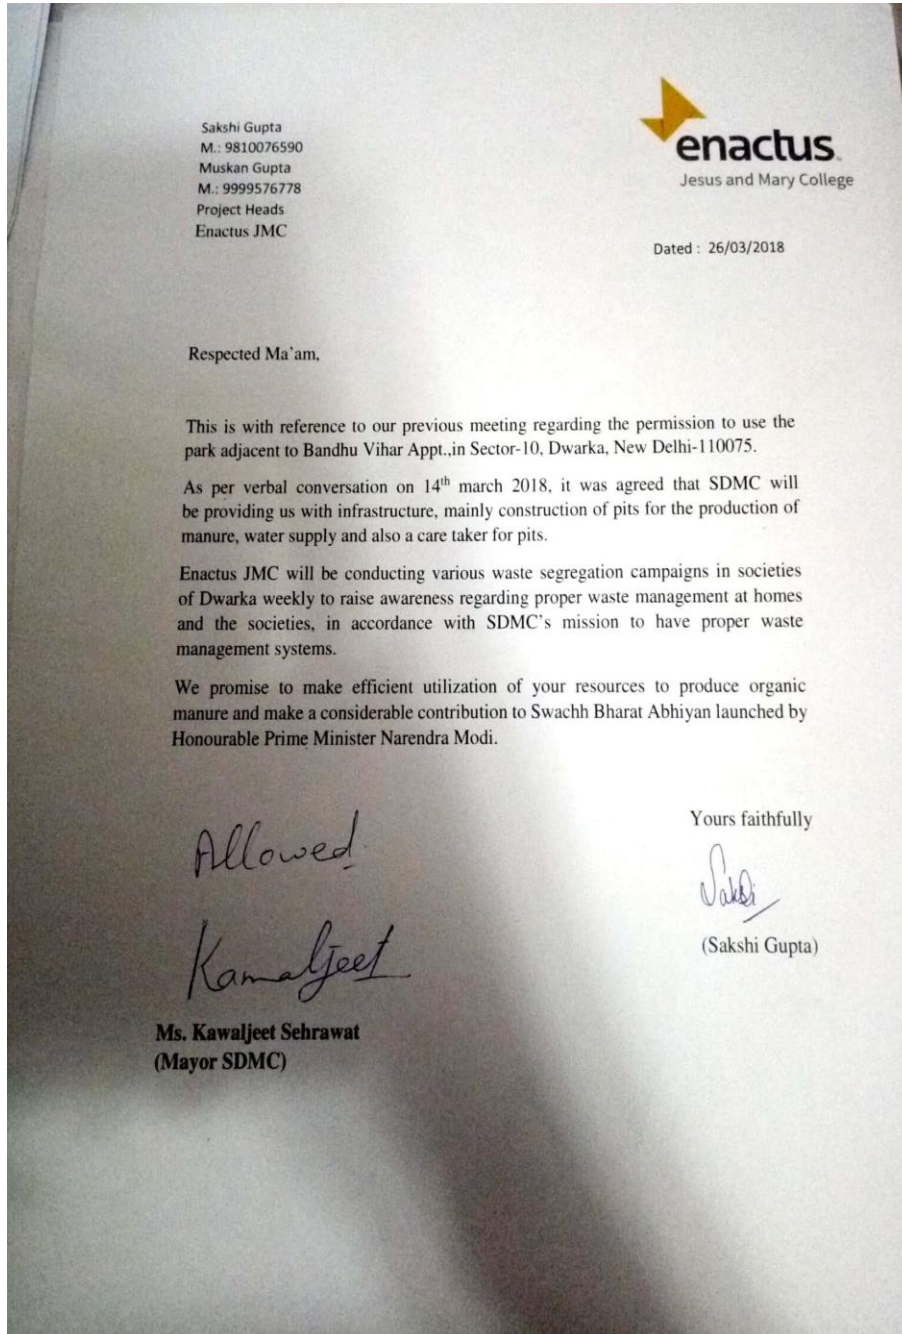 Sakshi Gupta
M.: 9810076590
Muskan Gupta
M.: 9999576778
Project Heads
Enactus JMC
enactus
Jesus and Mary College
Dated : 26/03/2018
Respected Ma`am,
This is with reference to our previous meeting regarding the permission to use the
park adjacent to Bandhu Vihar Appt.,in Sector-10, Dwarka, New Delhi-110075.
As per verbal conversation on 14th march 2018, it was agreed that SDMC will
be providing us with infrastructure, mainly construction of pits for the production of
manure, water supply and also a care taker for pits.
Enactus JMC will be conducting various waste segregation campaigns in societies
of Dwarka weekly to raise awareness regarding proper waste management at homes
and the societies, in accordance with SDMC's mission to have proper waste
management systems.
We promise to make efficient utilization of your resources to produce organic
manure and make a considerable contribution to Swachh Bharat Abhiyan launched by
Honourable Prime Minister Narendra Modi.
Allowed
Kamaljeet
Ms. Kawaljeet Sehrawat
(Mayor SDMC)
Yours faithfully
Sakshi
(Sakshi Gupta)